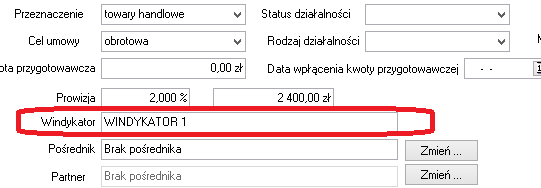 Przeznaczenie towary handlowe Status działalności
Cel umowy obrotowa Rodzaj działalności
ota przygotowawcza 0,00 zł Data wpłącenia kwoty przygotowawczej - -
Prowizja 2,000 % 2 400,00 zł
Windykator WINDYKATOR 1
Pośrednik Brak pośrednika Zmień ...
Partner Brak pośrednika Zmień ...